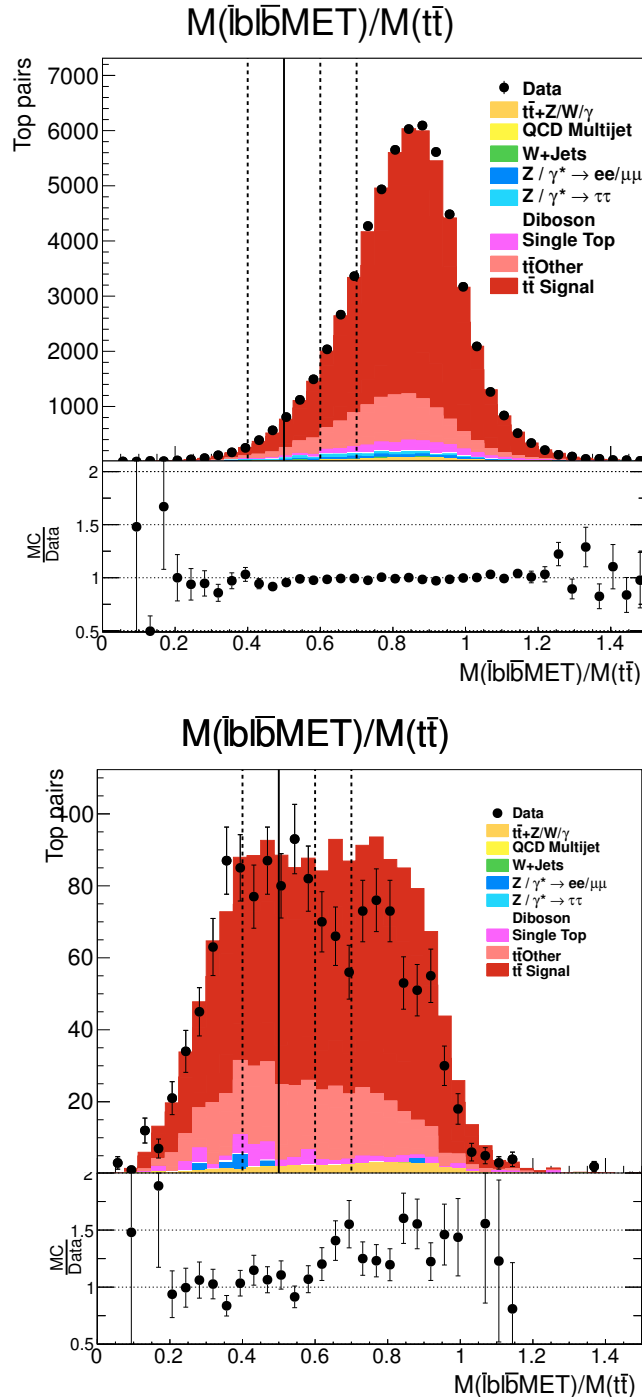 M(l̄blb̄MET)/M(tt̄)
Top pairs
7000
6000
5000
4000
3000
2000
1000
Data
tt̄+Z/W/γ
QCD Multijet
W+Jets
Z / γ* → ee/μμ
Z / γ* → ττ
Diboson
Single Top
tt̄Other
tt̄ Signal
MC
Data
2
1.5
1
0.5
0 0.2 0.4 0.6 0.8 1 1.2 1.4
M(l̄blb̄MET)/M(tt̄)
M(l̄blb̄MET)/M(tt̄)
Top pairs
100
80
60
40
20
Data
tt̄+Z/W/γ
QCD Multijet
W+Jets
Z / γ* → ee/μμ
Z / γ* → ττ
Diboson
Single Top
tt̄Other
tt̄ Signal
MC
Data
2
1.5
1
0.5
0 0.2 0.4 0.6 0.8 1 1.2 1.4
M(l̄blb̄MET)/M(tt̄)